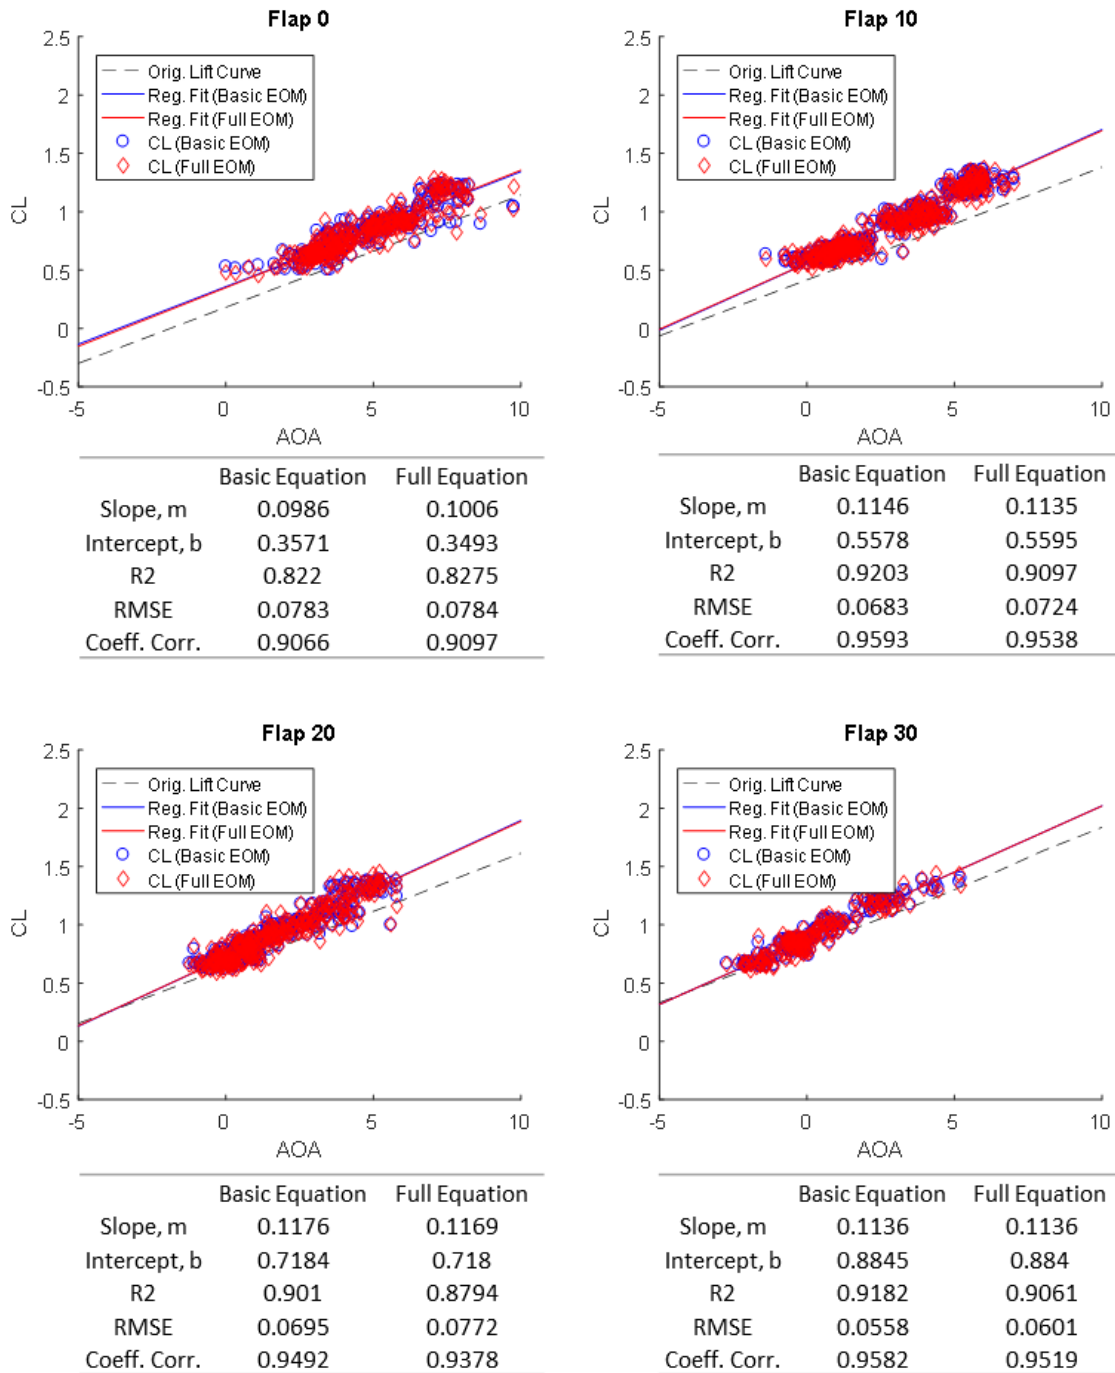 Flap 0
2.5
2
1.5
1
0.5
0
-0.5
CL
Orig. Lift Curve
Reg. Fit (Basic EOM)
Reg. Fit (Full EOM)
CL (Basic EOM)
CL (Full EOM)
-5 0 5 10
AOA
Basic Equation Full Equation
Slope, m 0.0986 0.1006
Intercept, b 0.3571 0.3493
R2 0.822 0.8275
RMSE 0.0783 0.0784
Coeff. Corr. 0.9066 0.9097
Flap 10
2.5
2
1.5
1
0.5
0
-0.5
CL
Orig. Lift Curve
Reg. Fit (Basic EOM)
Reg. Fit (Full EOM)
CL (Basic EOM)
CL (Full EOM)
-5 0 5 10
AOA
Basic Equation Full Equation
Slope, m 0.1146 0.1135
Intercept, b 0.5578 0.5595
R2 0.9203 0.9097
RMSE 0.0683 0.0724
Coeff. Corr. 0.9593 0.9538
Flap 20
2.5
2
1.5
1
0.5
0
-0.5
CL
Orig. Lift Curve
Reg. Fit (Basic EOM)
Reg. Fit (Full EOM)
CL (Basic EOM)
CL (Full EOM)
-5 0 5 10
AOA
Basic Equation Full Equation
Slope, m 0.1176 0.1169
Intercept, b 0.7184 0.718
R2 0.901 0.8794
RMSE 0.0695 0.0772
Coeff. Corr. 0.9492 0.9378
Flap 30
2.5
2
1.5
1
0.5
0
-0.5
CL
Orig. Lift Curve
Reg. Fit (Basic EOM)
Reg. Fit (Full EOM)
CL (Basic EOM)
CL (Full EOM)
-5 0 5 10
AOA
Basic Equation Full Equation
Slope, m 0.1136 0.1136
Intercept, b 0.8845 0.884
R2 0.9182 0.9061
RMSE 0.0558 0.0601
Coeff. Corr. 0.9582 0.9519